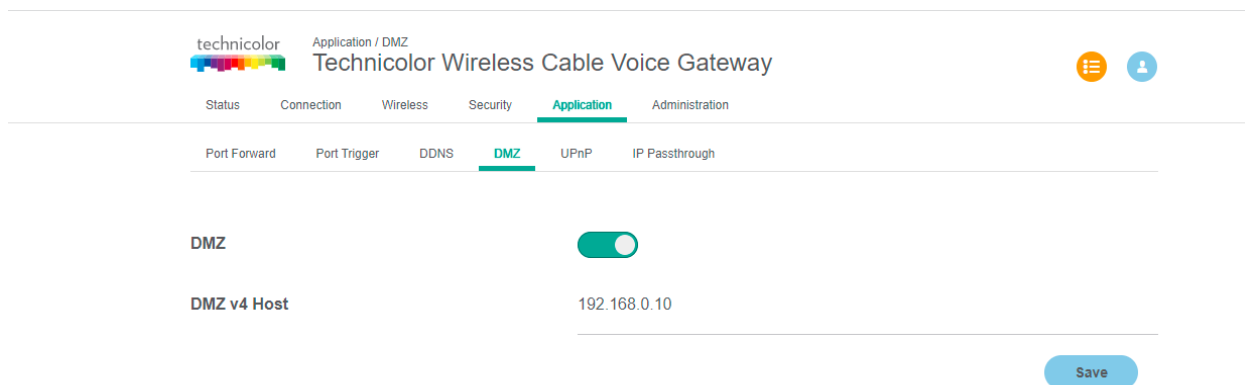 technicolor
Application / DMZ
Technicolor Wireless Cable Voice Gateway
Status Connection Wireless Security Application Administration
Port Forward Port Trigger DDNS DMZ UPnP IP Passthrough
DMZ
DMZ v4 Host 192.168.0.10
Save